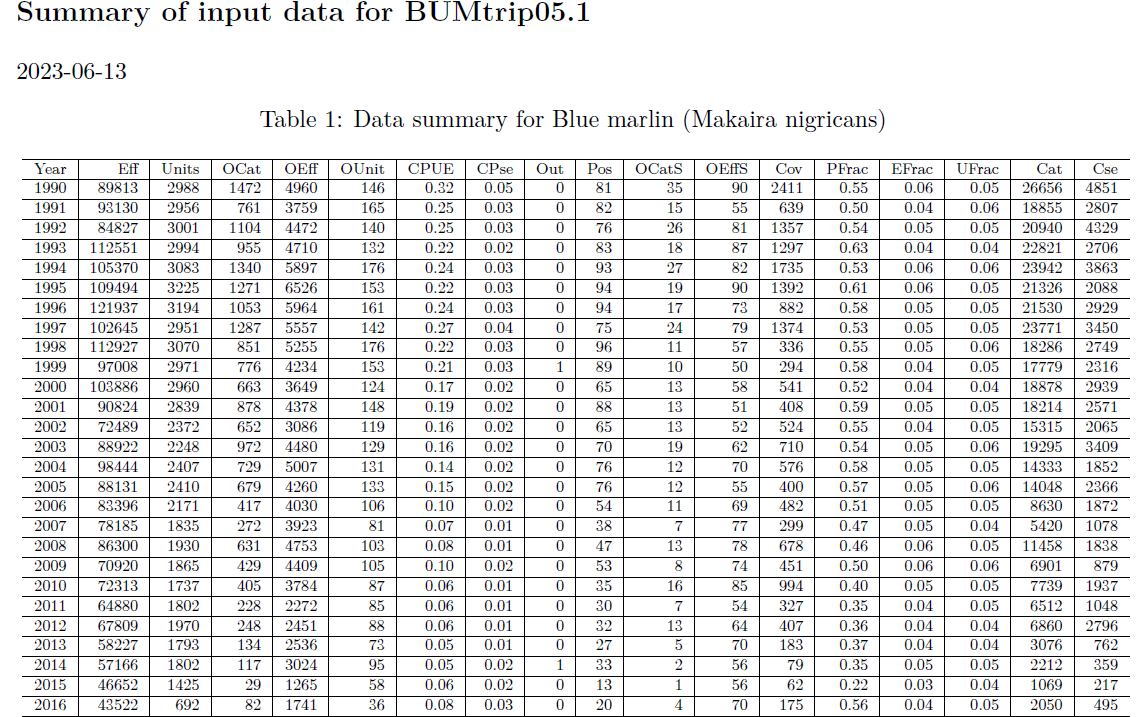 Summary of input data for BUMtrip05.1
2023-06-13
Table 1: Data summary for Blue marlin (Makaira nigricans)
Year Eff Units OCat OEff OUnit CPUE CPse Out Pos OCatS OEffS Cov PFrac EFrac UFrac Cat Cse
1990 89813 2988 1472 4960 146 0.32 0.05 0 81 35 90 2411 0.55 0.06 0.05 26656 4851
1991 93130 2956 761 3759 165 0.25 0.03 0 82 15 55 639 0.50 0.04 0.06 18855 2807
1992 84827 3001 1104 4472 140 0.25 0.03 0 76 26 81 1357 0.54 0.05 0.05 20940 4329
1993 112551 2994 955 4710 132 0.22 0.02 0 83 18 87 1297 0.63 0.04 0.04 22821 2706
1994 105370 3083 1340 5897 176 0.24 0.03 0 93 27 82 1735 0.53 0.06 0.06 23942 3863
1995 109494 3225 1271 6526 153 0.22 0.03 0 94 19 90 1392 0.61 0.06 0.05 21326 2088
1996 121937 3194 1053 5964 161 0.24 0.03 0 94 17 73 882 0.58 0.05 0.05 21530 2929
1997 102645 2951 1287 5557 142 0.27 0.04 0 75 24 79 1374 0.53 0.05 0.05 23771 3450
1998 112927 3070 851 5255 176 0.22 0.03 0 96 11 57 336 0.55 0.05 0.06 18286 2749
1999 97008 2971 776 4234 153 0.21 0.03 1 89 10 50 294 0.58 0.04 0.05 17779 2316
2000 103886 2960 663 3649 124 0.17 0.02 0 65 13 58 541 0.52 0.04 0.04 18878 2939
2001 90824 2839 878 4378 148 0.19 0.02 0 88 13 51 408 0.59 0.05 0.05 18214 2571
2002 72489 2372 652 3086 119 0.16 0.02 0 65 13 52 524 0.55 0.04 0.05 15315 2065
2003 88922 2248 972 4480 129 0.16 0.02 0 70 19 62 710 0.54 0.05 0.06 19295 3409
2004 98444 2407 729 5007 131 0.14 0.02 0 76 12 70 576 0.58 0.05 0.05 14333 1852
2005 88131 2410 679 4260 133 0.15 0.02 0 76 12 55 400 0.57 0.05 0.06 14048 2366
2006 83396 2171 417 4030 106 0.10 0.02 0 54 11 69 482 0.51 0.05 0.05 8630 1872
2007 78185 1835 272 3923 81 0.07 0.01 0 38 7 77 299 0.47 0.05 0.04 5420 1078
2008 86300 1930 631 4753 103 0.08 0.01 0 47 13 78 678 0.46 0.06 0.05 11458 1838
2009 70920 1865 429 4409 105 0.10 0.02 0 53 8 74 451 0.50 0.06 0.06 6901 879
2010 72313 1737 405 3784 87 0.06 0.01 0 35 16 85 994 0.40 0.05 0.05 7739 1937
2011 64880 1802 228 2272 85 0.06 0.01 0 30 7 54 327 0.35 0.04 0.05 6512 1048
2012 67809 1970 248 2451 88 0.06 0.01 0 32 13 64 407 0.36 0.04 0.04 6860 2796
2013 58227 1793 134 2536 73 0.05 0.01 0 27 5 70 183 0.37 0.04 0.04 3076 762
2014 57166 1802 117 3024 95 0.05 0.02 1 33 2 56 79 0.35 0.05 0.05 2212 359
2015 46652 1425 29 1265 58 0.06 0.02 0 13 1 56 62 0.22 0.03 0.04 1069 217
2016 43522 692 82 1741 36 0.08 0.03 0 20 4 70 175 0.56 0.04 0.05 2050 495